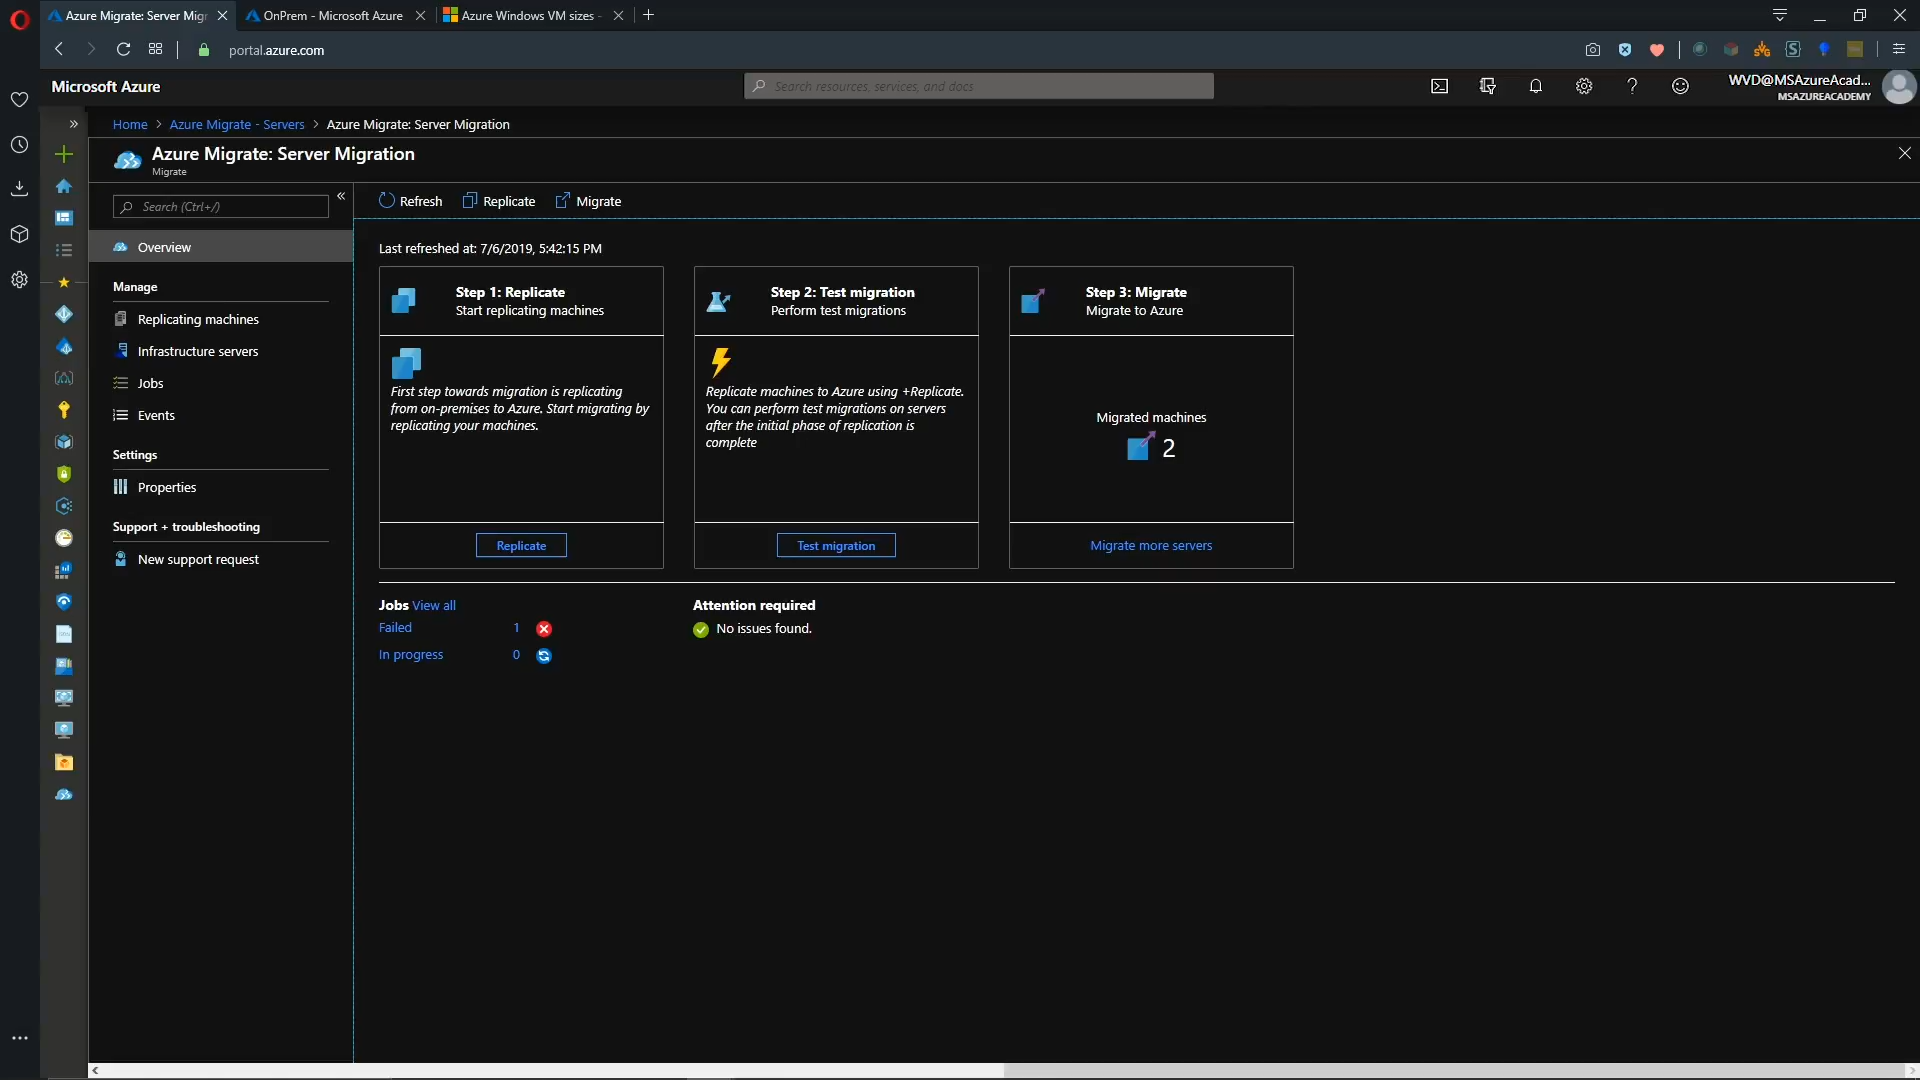 Azure Migrate: Server Migr
OnPrem - Microsoft Azure
Azure Windows VM sizes -
portal.azure.com
Microsoft Azure
Search resources, services, and docs
WVD@MSAzureAcad...
MSAZUREACADEMY
Home > Azure Migrate - Servers > Azure Migrate: Server Migration
Azure Migrate: Server Migration
Migrate
Search (Ctrl+/)
Overview
Manage
Replicating machines
Infrastructure servers
Jobs
Events
Settings
Properties
Support + troubleshooting
New support request
Refresh
Replicate
Migrate
Last refreshed at: 7/6/2019, 5:42:15 PM
Step 1: Replicate
Start replicating machines
First step towards migration is replicating
from on-premises to Azure. Start migrating by
replicating your machines.
Replicate
Step 2: Test migration
Perform test migrations
Replicate machines to Azure using +Replicate.
You can perform test migrations on servers
after the initial phase of replication is
complete
Test migration
Step 3: Migrate
Migrate to Azure
Migrated machines
2
Migrate more servers
Jobs View all
Failed 1
In progress 0
Attention required
No issues found.